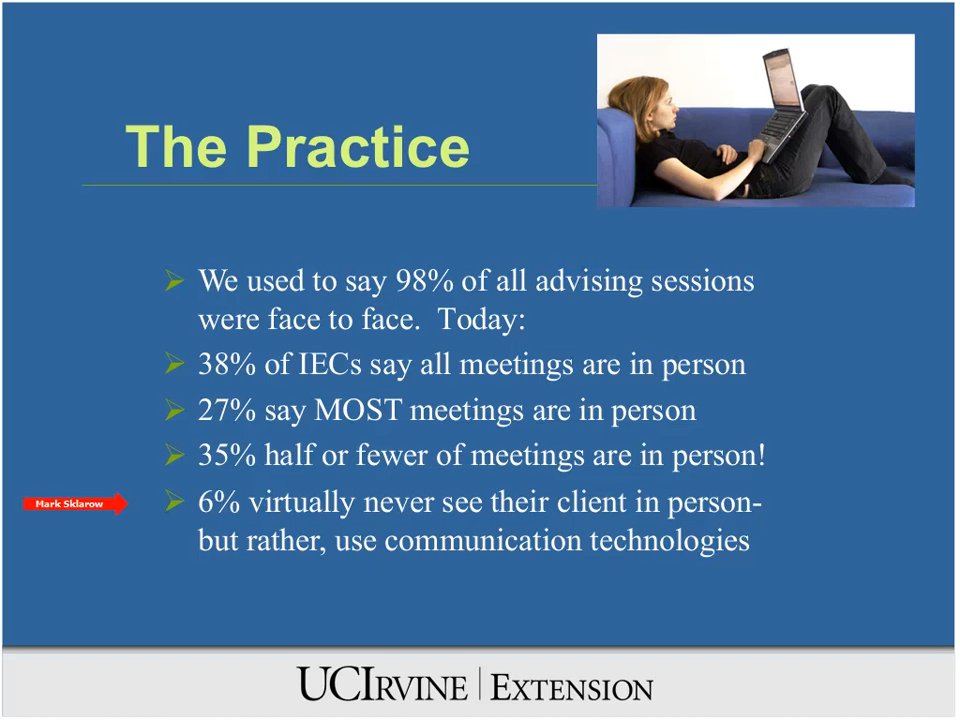 The Practice
We used to say 98% of all advising sessions
were face to face. Today:
38% of IECs say all meetings are in person
27% say MOST meetings are in person
35% half or fewer of meetings are in person!
Mark Sklarow
6% virtually never see their client in person-
but rather, use communication technologies
UCIRVINE | EXTENSION